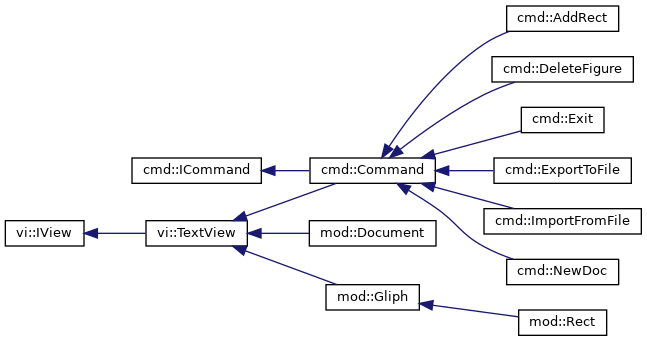 cmd::AddRect
cmd::DeleteFigure
cmd::Exit
cmd::ICommand
cmd::Command
cmd::ExportToFile
cmd::ImportFromFile
vi::IView
vi::TextView
mod::Document
cmd::NewDoc
mod::Gliph
mod::Rect